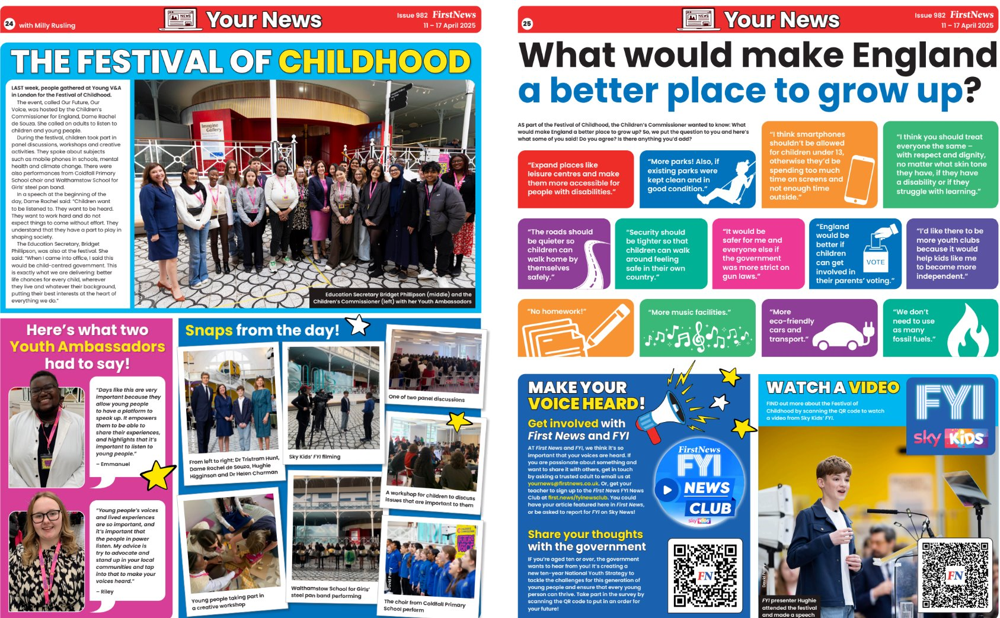 24
with Milly Rusling
NEWS
Your News
Issue 982 FirstNews
11 – 17 April 2025
THE FESTIVAL OF CHILDHOOD
LAST week, people gathered at Young V&A
in London for the Festival of Childhood.
The event, called Our Future, Our
Voice, was hosted by the Children's
Commissioner for England, Dame Rachel
de Souza. She called on adults to listen to
children and young people.
During the festival, children took part in
panel discussions, workshops and creative
activities. They spoke about subjects
such as mobile phones in schools, mental
health and climate change. There were
also performances from Coldfall Primary
School choir and Walthamstow School for
Girls' steel pan band.
In a speech at the beginning of the
day, Dame Rachel said: "Children want
to be listened to. They want to be heard.
They want to work hard and do not
expect things to come without effort. They
understand that they have a part to play in
shaping society.
The Education Secretary, Bridget
Phillipson, was also at the festival. She
said: "When I came into office, I said this
would be child-centred government. This
is exactly what we are delivering: better
life chances for every child, wherever
they live and whatever their background,
putting their best interests at the heart of
everything we do."
Imagine
Gallery
David Parry
Education Secretary Bridget Phillipson (middle) and the
Children's Commissioner (left) with her Youth Ambassadors
Here's what two
Youth Ambassadors
had to say!
"Days like this are very
important because they
allow young people
to have a platform to
speak up. It empowers
them to be able to
share their experiences,
and highlights that it's
important to listen to
young people."
– Emmanuel
"Young people's voices
and lived experiences
are so important, and
it's important that
the people in power
listen. My advice is
try to advocate and
stand up in your local
communities and tap
into that to make your
voices heard."
– Riley
Snaps from the day!
David Parry
From left to right: Dr Tristram Hunt,
Dame Rachel de Souza, Hughie
Higginson and Dr Helen Charman
Sky Kids' FYI filming
One of two panel discussions
A workshop for children to discuss
issues that are important to them
Young people taking part in
a creative workshop
Walthamstow School for Girls'
steel pan band performing
David Parry
The choir from Coldfall Primary
School perform
25
NEWS
Your News
Issue 982 FirstNews
11 – 17 April 2025
What would make England
a better place to grow up?
AS part of the Festival of Childhood, the Children's Commissioner wanted to know: What
would make England a better place to grow up? So, we put the question to you and here's
what some of you said! Do you agree? Is there anything you'd add?
"Expand places like
leisure centres and make
them more accessible for
people with disabilities."
"More parks! Also, if
existing parks were
kept clean and in
good condition."
"I think smartphones
shouldn't be allowed
for children under 13,
otherwise they'd be
spending too much
time on screens and
not enough time
outside."
"I think you should treat
everyone the same –
with respect and dignity,
no matter what skin tone
they have, if they have
a disability or if they
struggle with learning."
"The roads should
be quieter so
children can
walk home by
themselves
safely."
"Security should
be tighter so that
children can walk
around feeling
safe in their own
country."
"It would be
safer for me and
everyone else if
the government
was more strict on
gun laws."
"England
would be
better if
children
can get
involved in
their parents' voting."
VOTE
"I'd like there to be
more youth clubs
because it would
help kids like me
to become more
independent."
"No homework!"
"More music facilities."
"More
eco-friendly
cars and
transport."
"We don't
need to use
as many
fossil fuels."
MAKE YOUR
VOICE HEARD!
Get involved with
First News and FYI
AT First News and FYI, we think it's so
important that your voices are heard. If
you are passionate about something and
want to share it with others, get in touch
by asking a trusted adult to email us at
yournews@firstnews.co.uk. Or, get your
teacher to sign up to the First News FYI News
Club at first.news/fyinewsclub. You could
have your article featured here in First News,
or be asked to report for FYI on Sky News!
FirstNews
FYI
NEWS
CLUB
sky kids
Share your thoughts
with the government
IF you're aged ten or over, the government
wants to hear from you! It's creating a
new ten-year National Youth Strategy to
tackle the challenges for this generation of
young people and ensure that every young
person can thrive. Take part in the survey by
scanning the QR code to put in an order for
your future!
FN
WATCH A VIDEO
FIND out more about the Festival of
Childhood by scanning the QR code to watch
a video from Sky Kids' FYI.
FYI
sky KIDS
David Parry
FN
FYI presenter Hughie
attended the festival
and made a speech